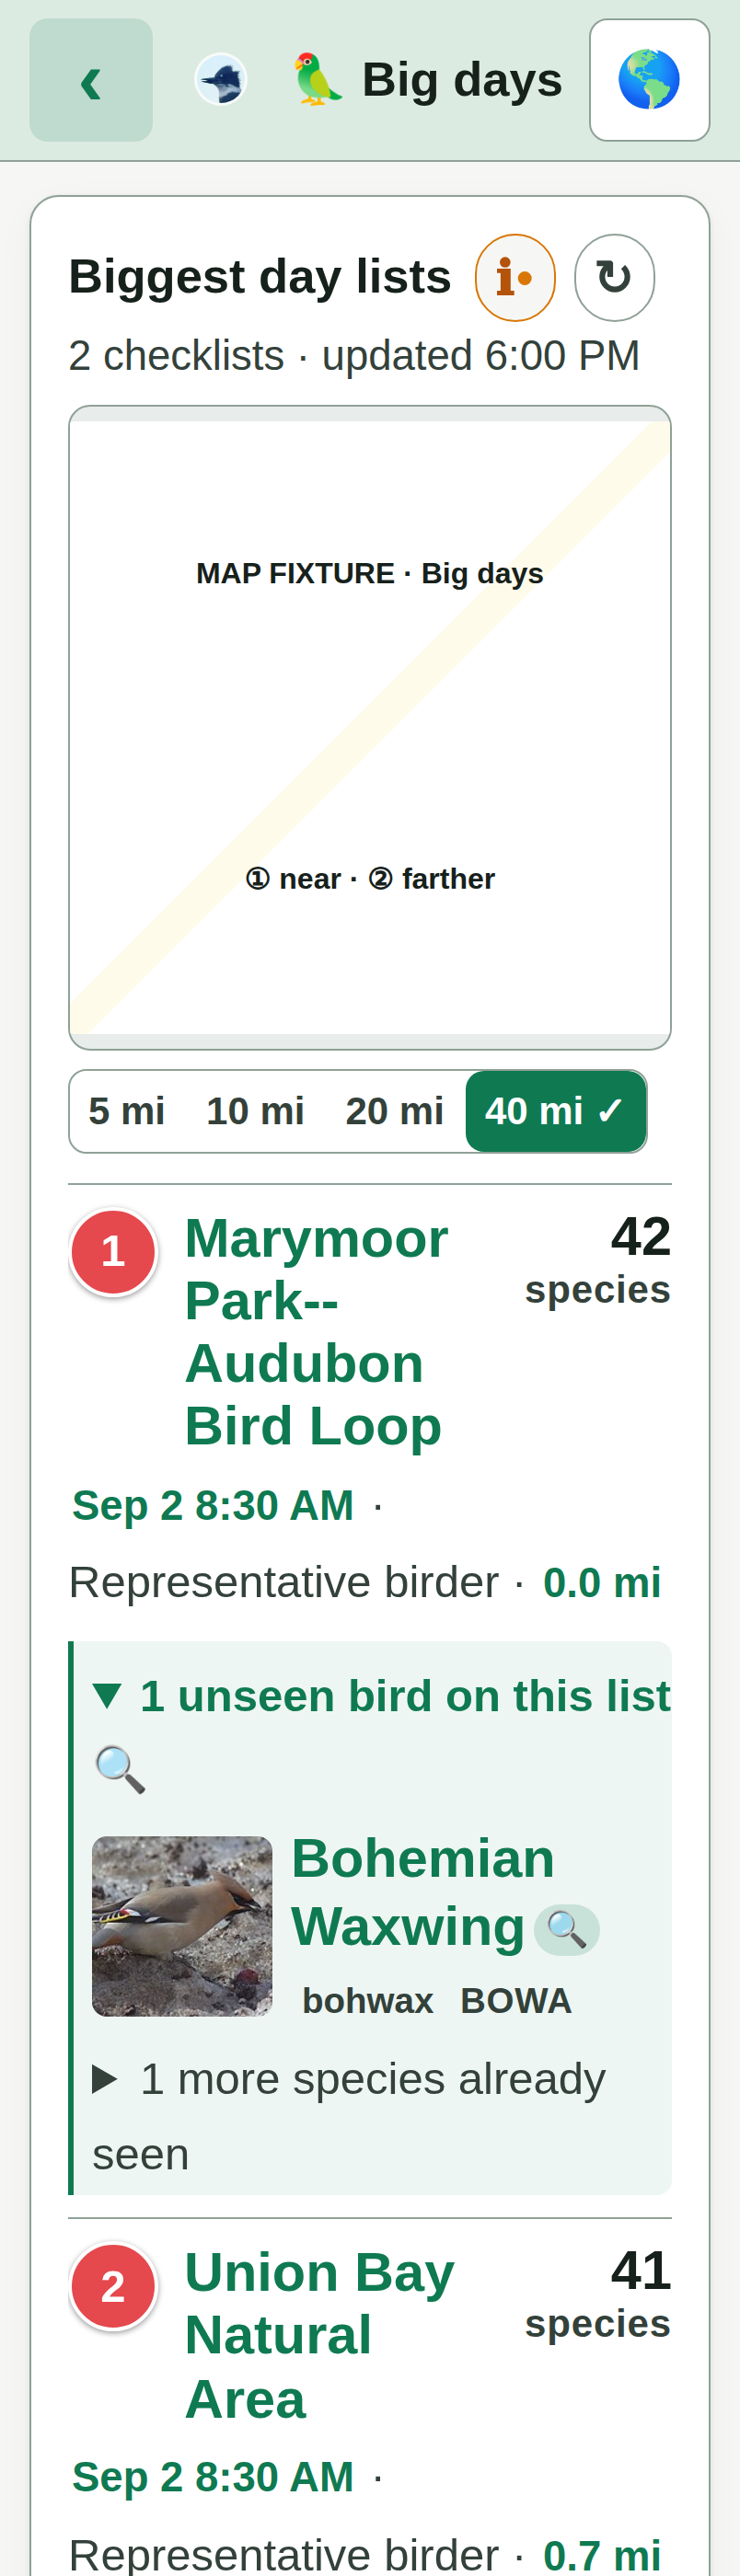 ‹ 🦜 Big days 🌎
Biggest day lists i• ↻
2 checklists · updated 6:00 PM
MAP FIXTURE · Big days
① near · ② farther
5 mi 10 mi 20 mi 40 mi ✓
1 Marymoor 42
Park-- species
Audubon
Bird Loop
Sep 2 8:30 AM ·
Representative birder · 0.0 mi
▼ 1 unseen bird on this list
🔍
Bohemian
Waxwing 🔍
bohwax BOWA
▶ 1 more species already
seen
2 Union Bay 41
Natural species
Area
Sep 2 8:30 AM ·
Representative birder · 0.7 mi